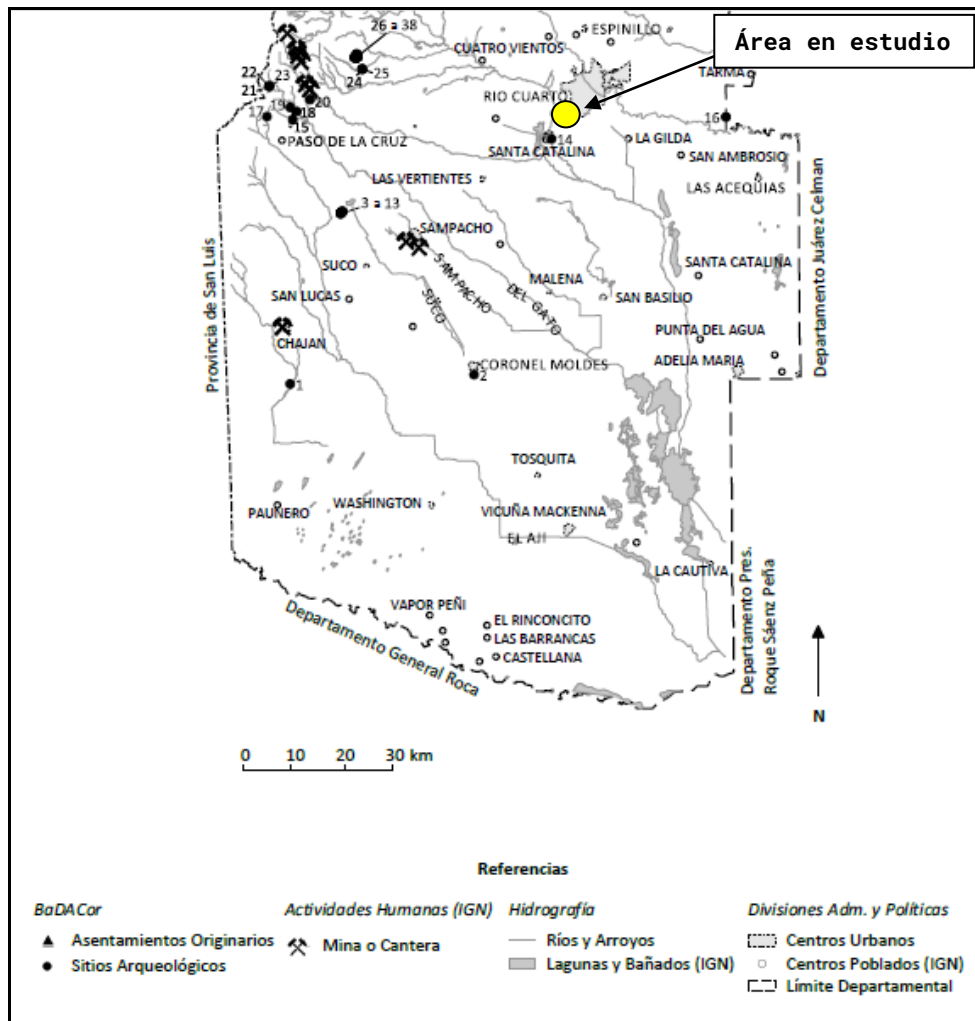 26 a 38
ESPINILLO
Área en estudio
CUATRO VIENTOS
TARMA
25
24
22
23
21
20
19
18
17
15
RIO CUARTO
16
PASO DE LA CRUZ
14
SANTA CATALINA
LA GILDA
SAN AMBROSIO
LAS VERTIENTES
LAS ACEQUIAS
3 a 13
SAMPACHO
Provincia de San Luis
Departamento Juárez Celman
SUCO
SAMPACHO
DEL GATO
SUCO
MALENA
SANTA CATALINA
SAN LUCAS
SAN BASILIO
CHAJAN
PUNTA DEL AGUA
ADELIA MARIA
CORONEL MOLDES
1
2
TOSQUITA
PAUNERO
WASHINGTON
VICUÑA MACKENNA
EL AJI
LA CAUTIVA
Departamento Pres.
Roque Sáenz Peña
VAPOR PEÑI
EL RINCONCITO
LAS BARRANCAS
CASTELLANA
Departamento General Roca
N
0 10 20 30 km
Referencias
BaDACor
Asentamientos Originarios
Sitios Arqueológicos
Actividades Humanas (IGN)
Mina o Cantera
Hidrografía
Ríos y Arroyos
Lagunas y Bañados (IGN)
Divisiones Adm. y Políticas
Centros Urbanos
Centros Poblados (IGN)
Límite Departamental